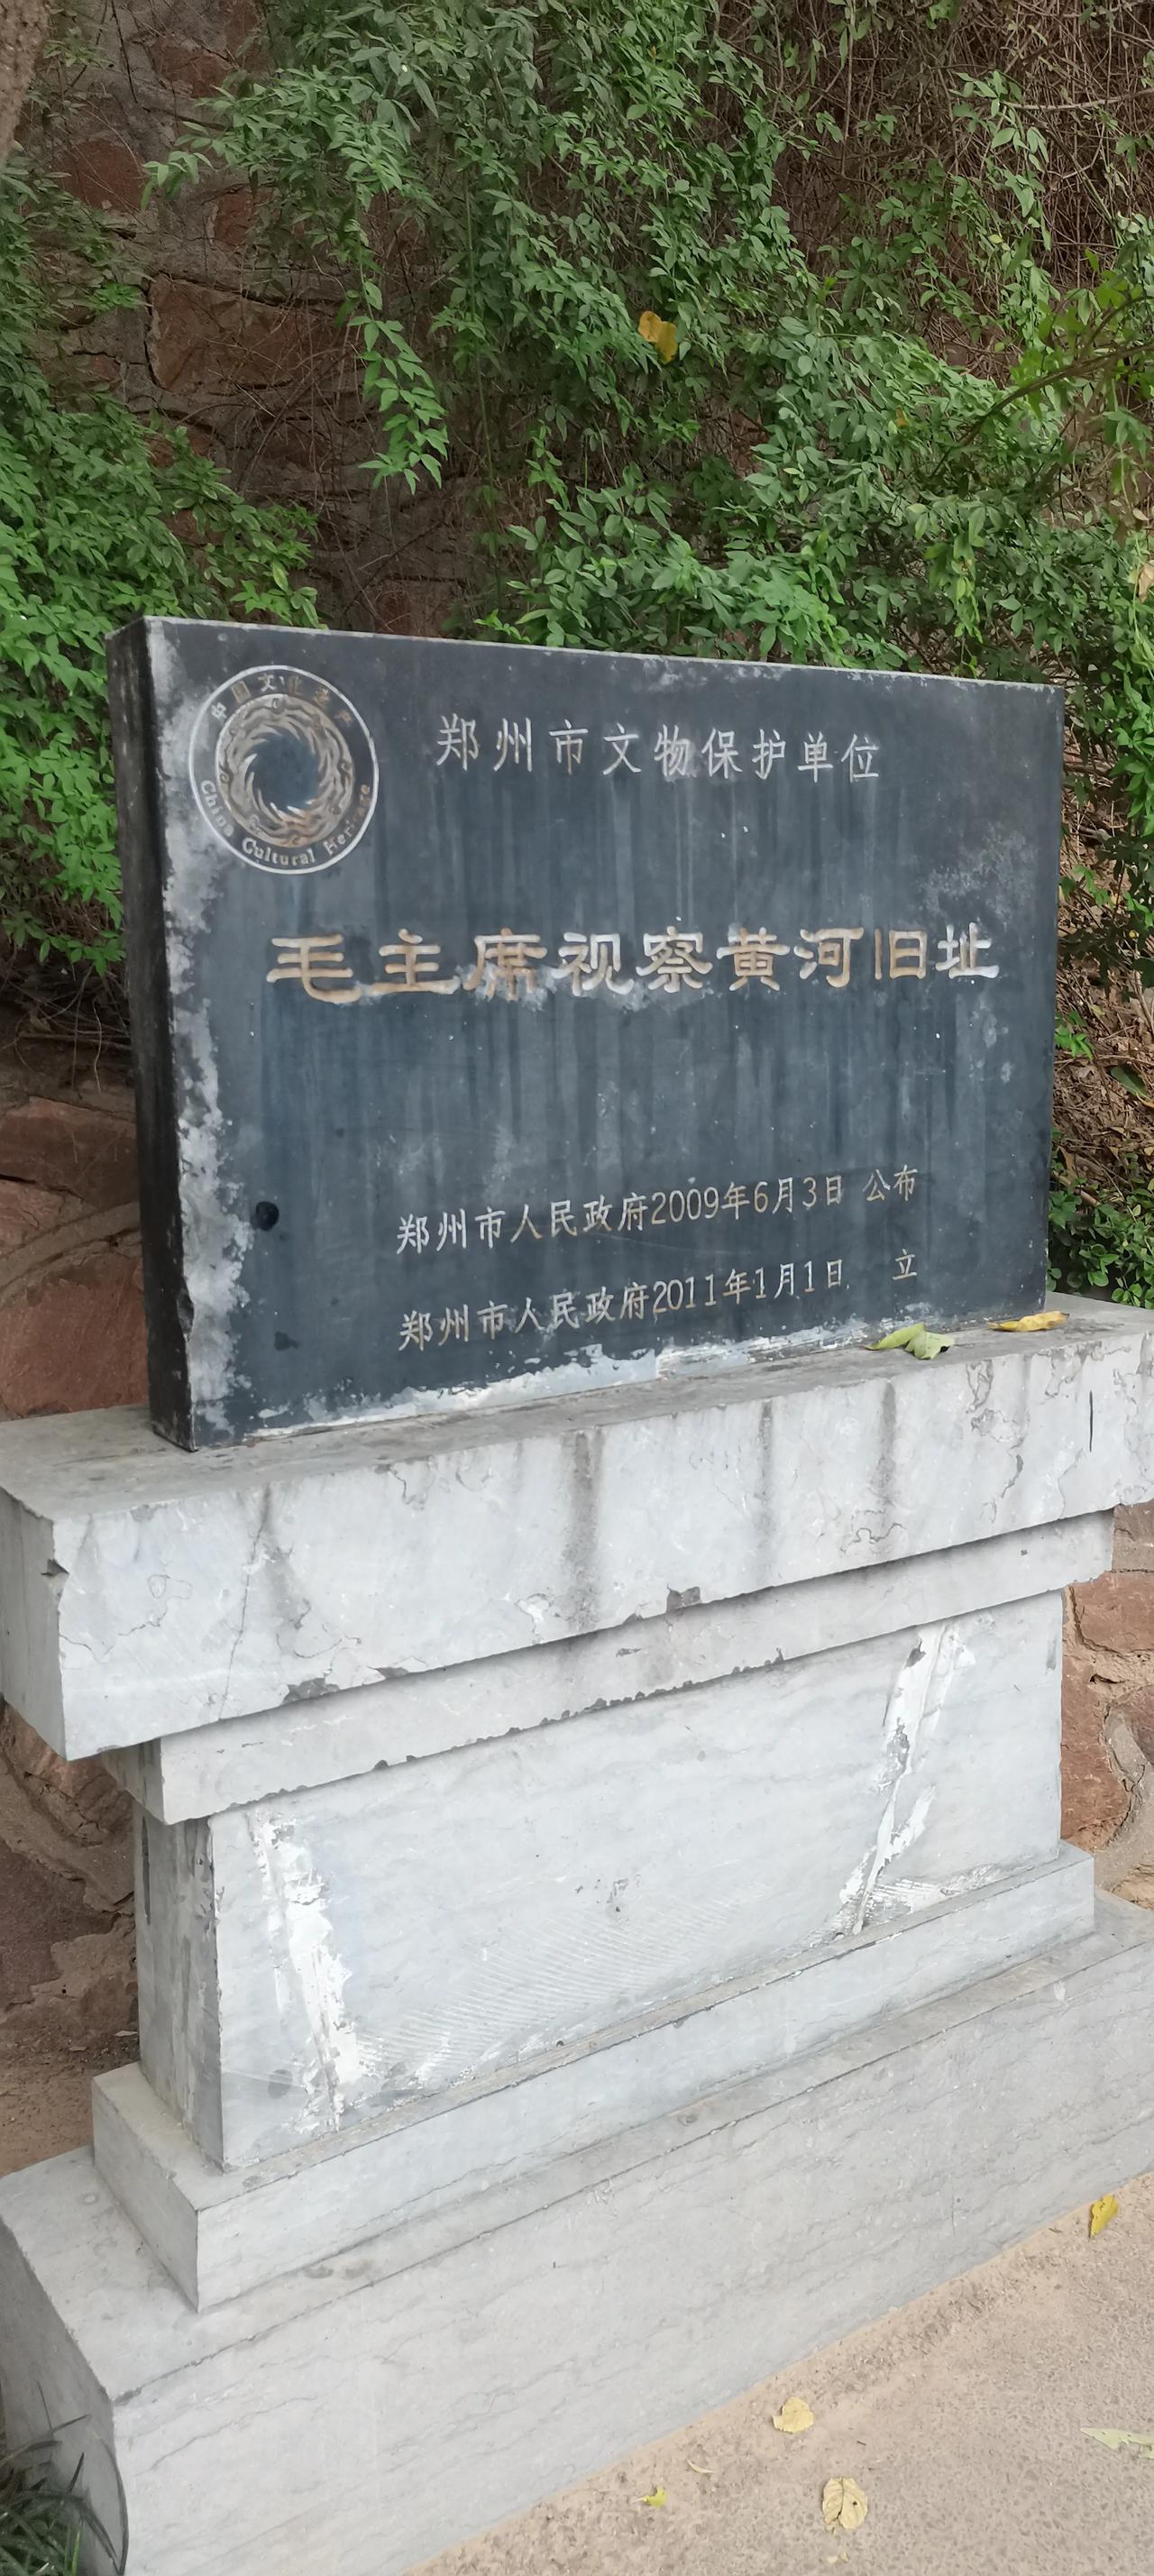 中国文化遗产
China Cultural Heritage
郑州市文物保护单位
毛主席视察黄河旧址
郑州市人民政府2009年6月3日 公布
郑州市人民政府2011年1月1日 立